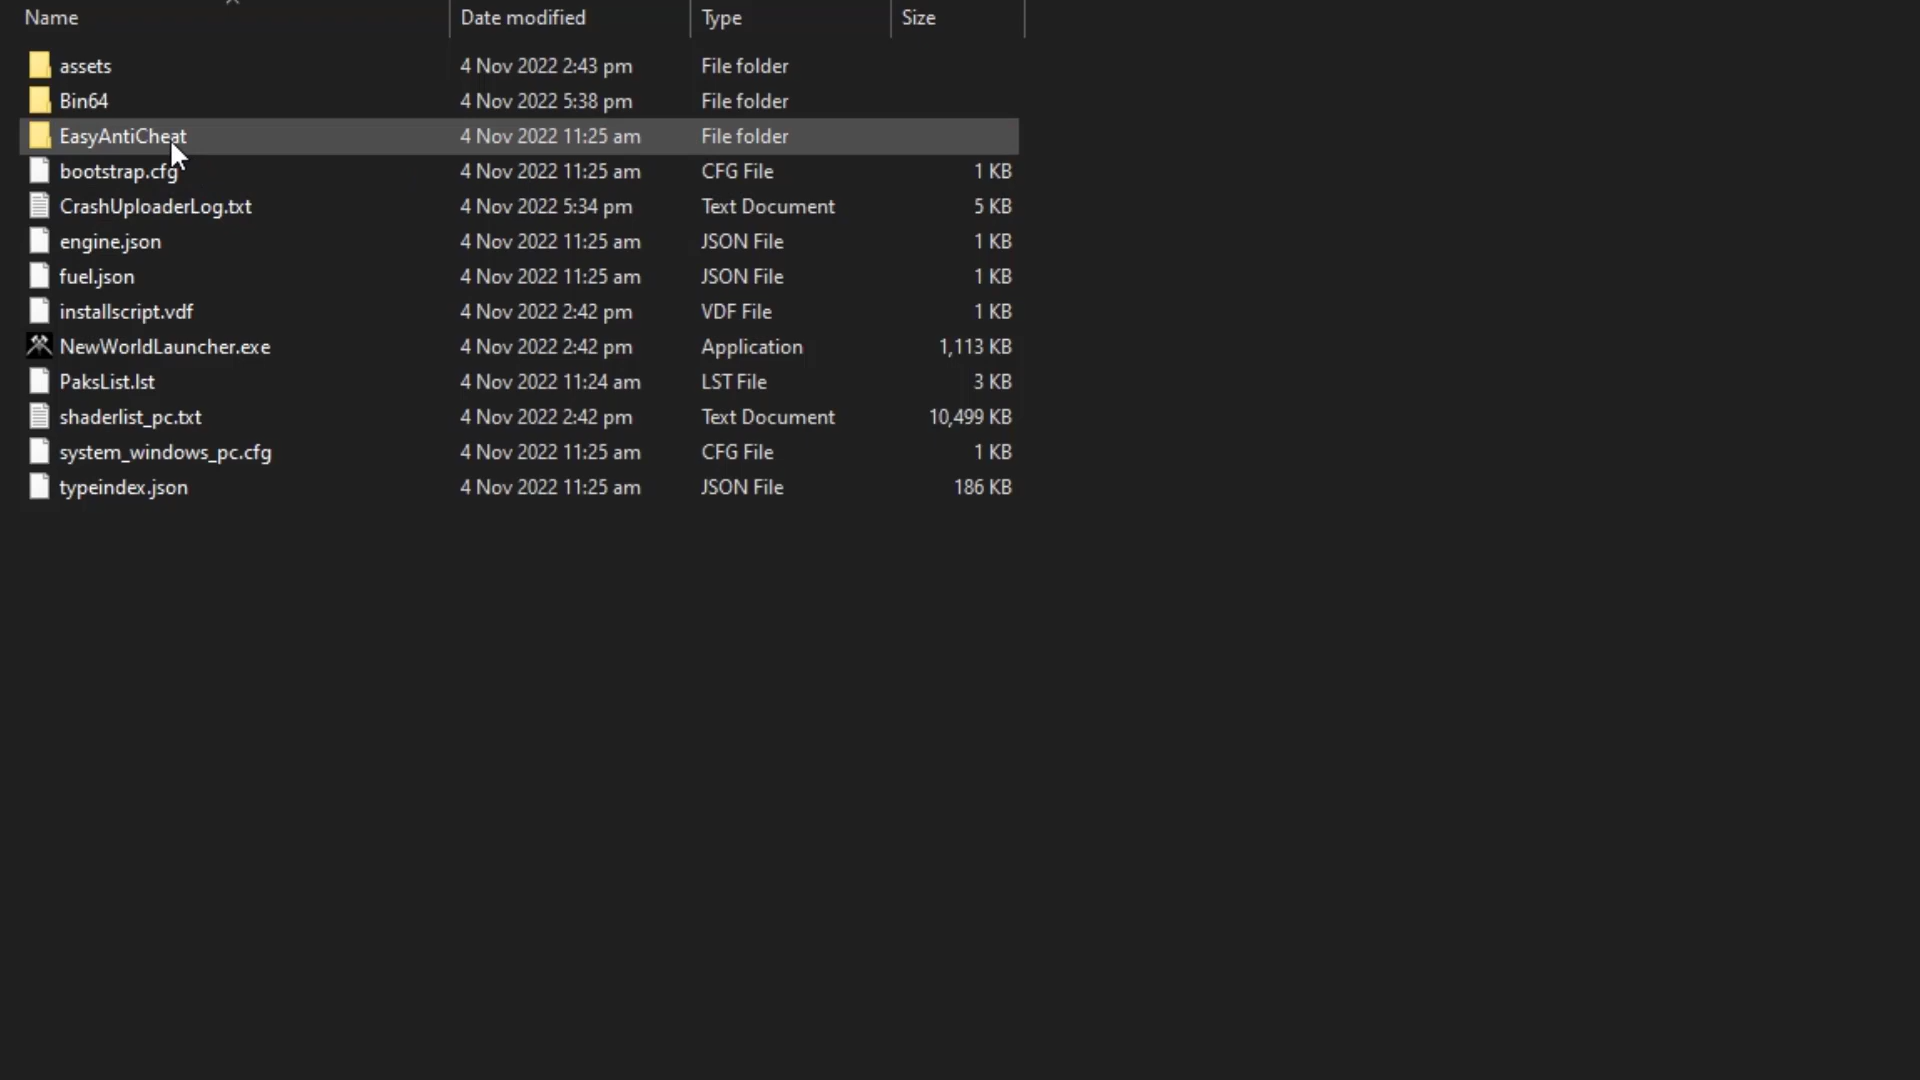 Name Date modified Type Size
assets 4 Nov 2022 2:43 pm File folder
Bin64 4 Nov 2022 5:38 pm File folder
EasyAntiCheat 4 Nov 2022 11:25 am File folder
bootstrap.cfg 4 Nov 2022 11:25 am CFG File 1 KB
CrashUploaderLog.txt 4 Nov 2022 5:34 pm Text Document 5 KB
engine.json 4 Nov 2022 11:25 am JSON File 1 KB
fuel.json 4 Nov 2022 11:25 am JSON File 1 KB
installscript.vdf 4 Nov 2022 2:42 pm VDF File 1 KB
NewWorldLauncher.exe 4 Nov 2022 2:42 pm Application 1,113 KB
PaksList.lst 4 Nov 2022 11:24 am LST File 3 KB
shaderlist_pc.txt 4 Nov 2022 2:42 pm Text Document 10,499 KB
system_windows_pc.cfg 4 Nov 2022 11:25 am CFG File 1 KB
typeindex.json 4 Nov 2022 11:25 am JSON File 186 KB